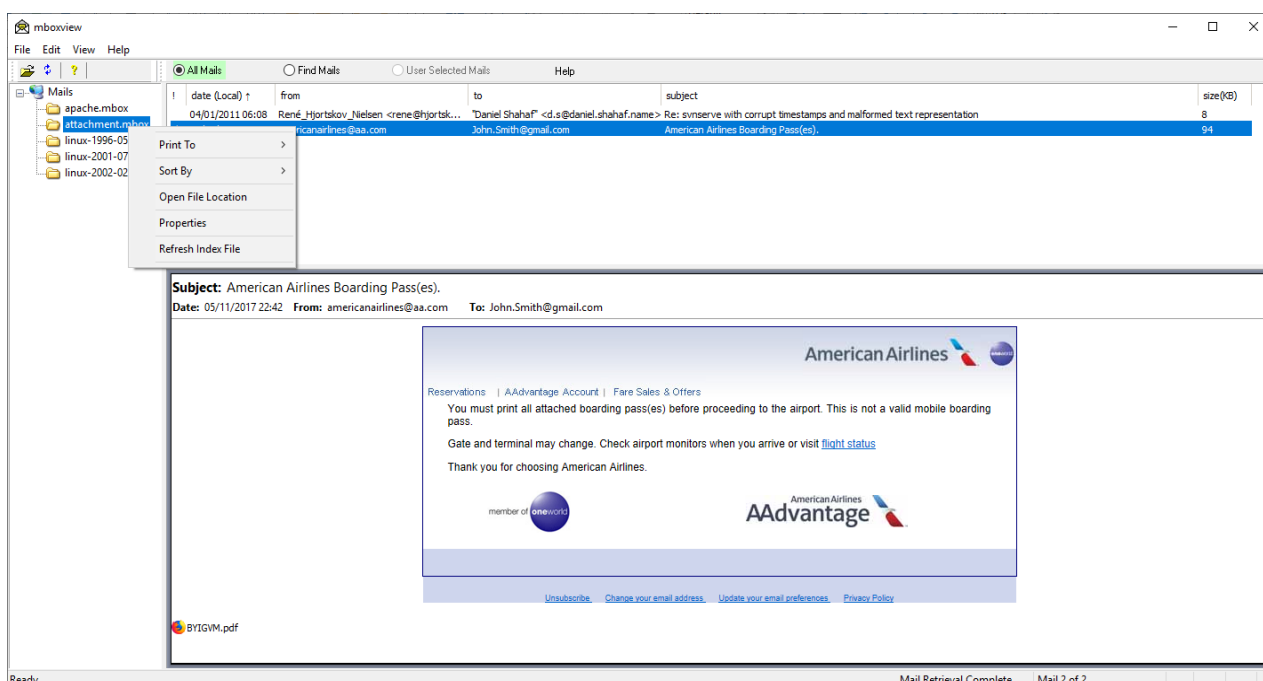 mboxview
File Edit View Help
All Mails Find Mails User Selected Mails Help
Mails
apache.mbox
attachment.mbox
linux-1996-05
linux-2001-07
linux-2002-02
! date (Local) ↑ from to subject size(KB)
04/01/2011 06:08 René_Hjortskov_Nielsen <rene@hjortsk... "Daniel Shahaf" <d.s@daniel.shahaf.name> Re: svnserve with corrupt timestamps and malformed text representation 8
ricanairlines@aa.com John.Smith@gmail.com American Airlines Boarding Pass(es). 94
Print To >
Sort By >
Open File Location
Properties
Refresh Index File
Subject: American Airlines Boarding Pass(es).
Date: 05/11/2017 22:42 From: americanairlines@aa.com To: John.Smith@gmail.com
American Airlines oneworld
Reservations | AAdvantage Account | Fare Sales & Offers
You must print all attached boarding pass(es) before proceeding to the airport. This is not a valid mobile boarding
pass.
Gate and terminal may change. Check airport monitors when you arrive or visit flight status
Thank you for choosing American Airlines.
member of oneworld
American Airlines
AAdvantage
Unsubscribe Change your email address Update your email preferences Privacy Policy
BYIGVM.pdf
Ready Mail Retrieval Complete Mail 2 of 2